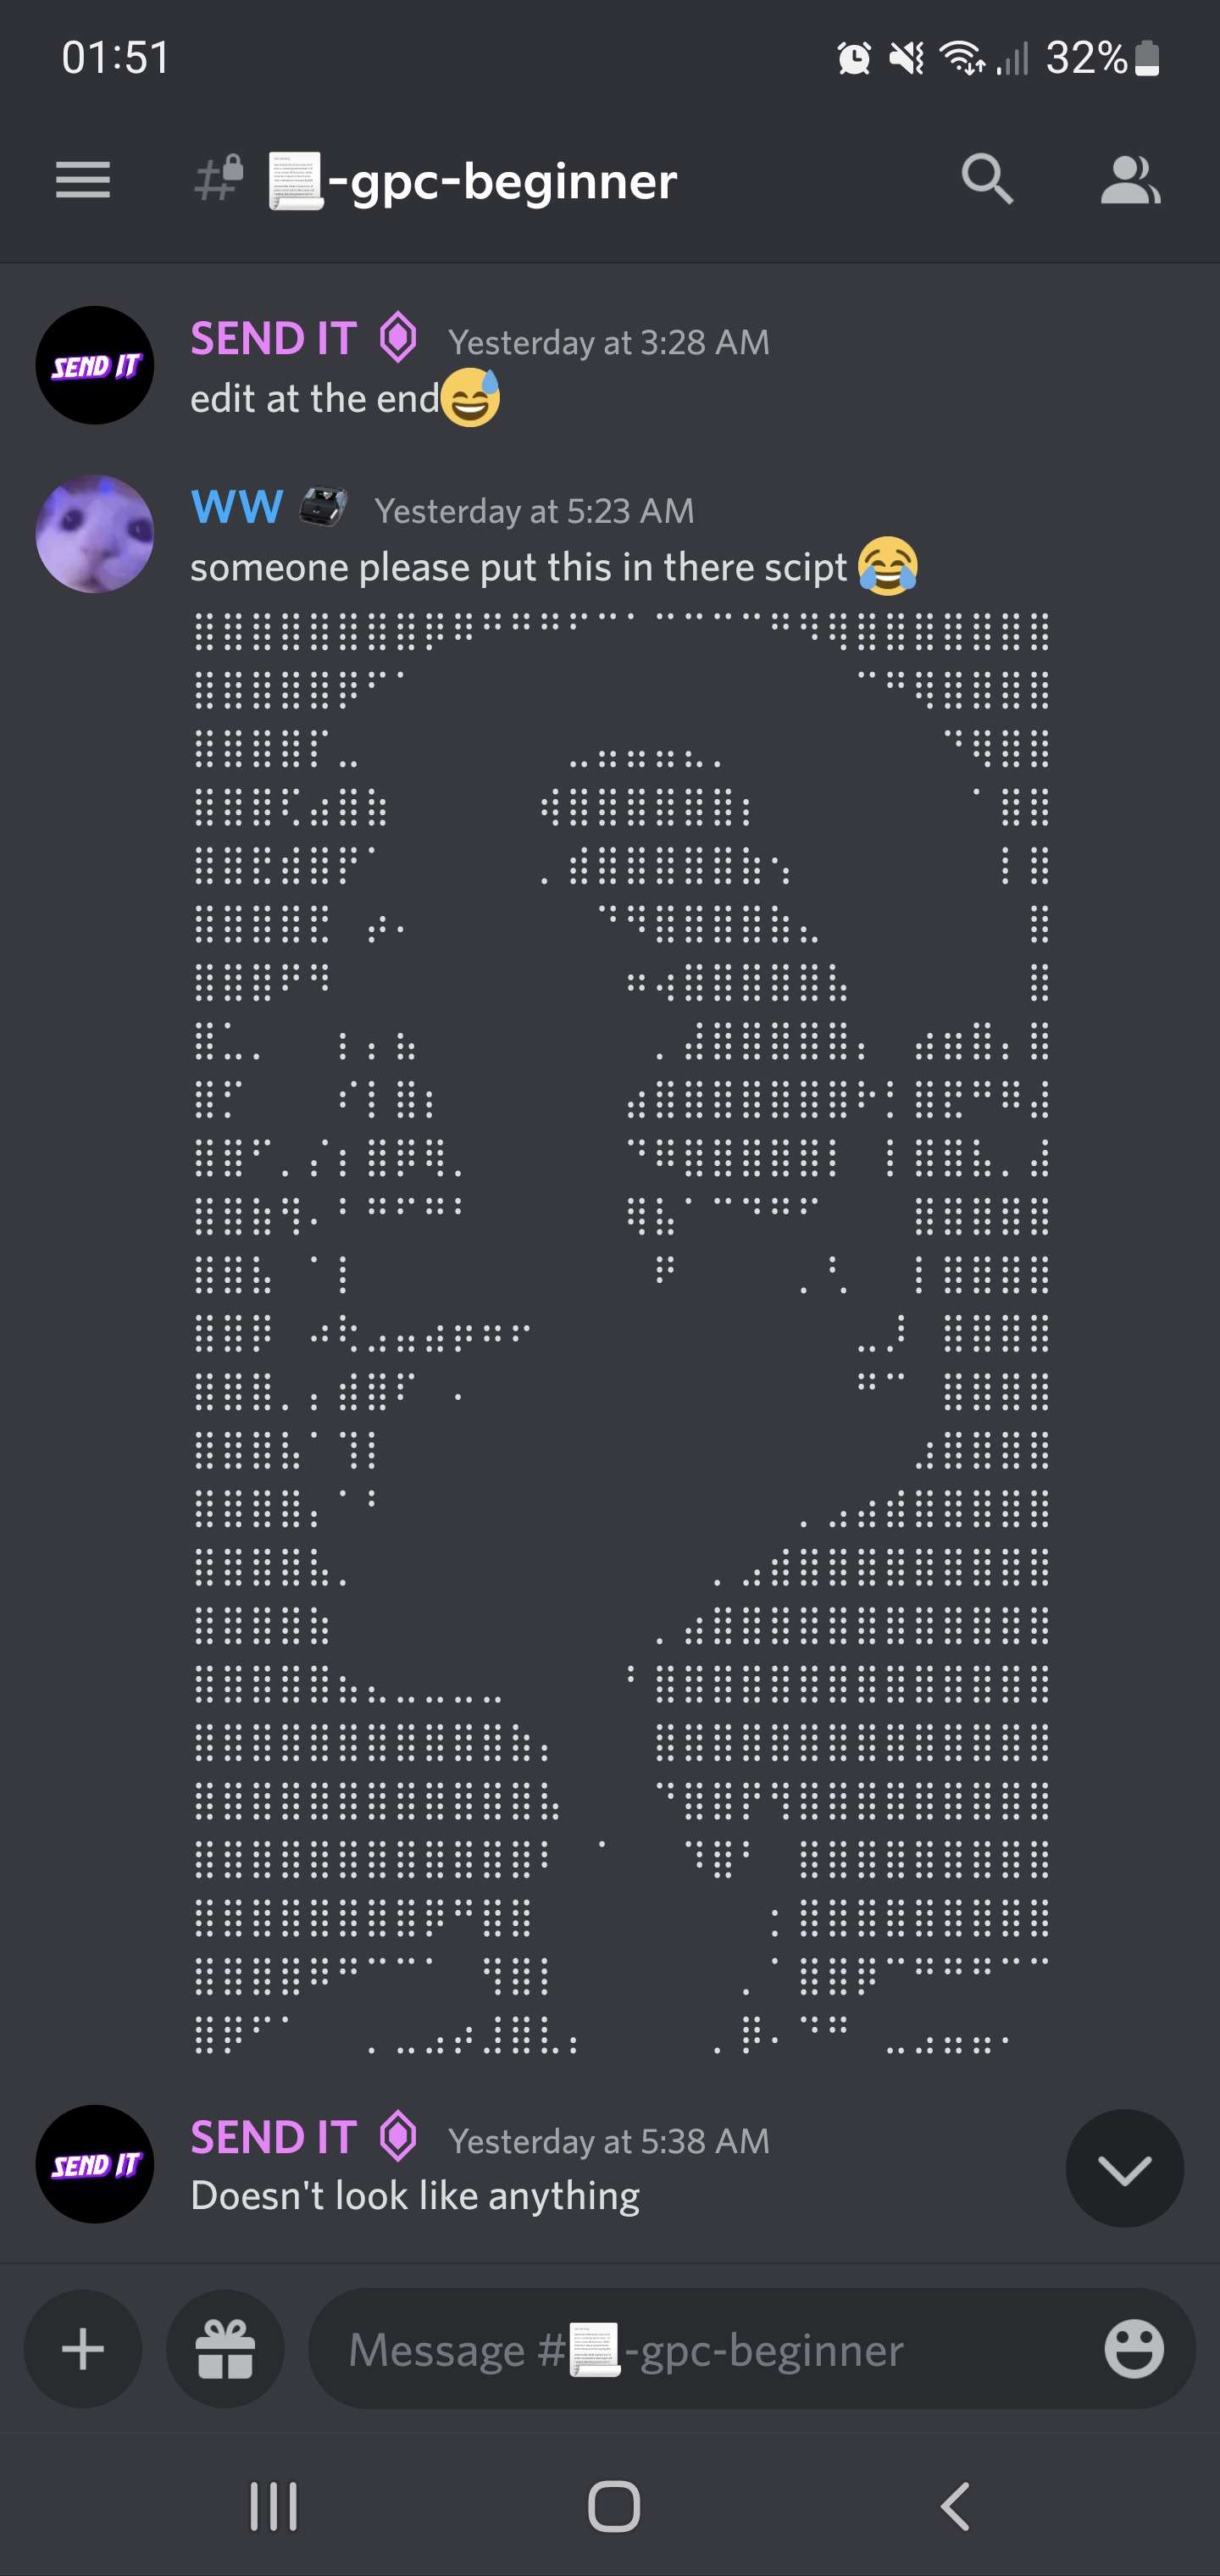 01:51
32%
# 📃-gpc-beginner
SEND IT Yesterday at 3:28 AM
SEND IT
edit at the end😅
WW Yesterday at 5:23 AM
someone please put this in there scipt 😂
SEND IT Yesterday at 5:38 AM
SEND IT
Doesn't look like anything
Message #📃-gpc-beginner